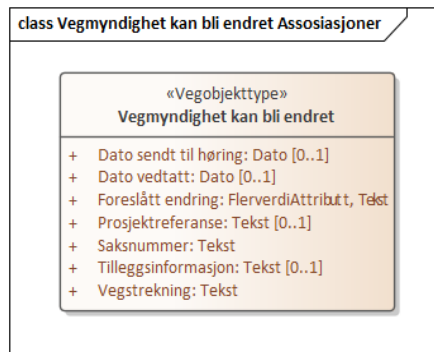 class Vegmyndighet kan bli endret Assosiasjoner
«Vegobjekttype»
Vegmyndighet kan bli endret
+ Dato sendt til høring: Dato [0..1]
+ Dato vedtatt: Dato [0..1]
+ Foreslått endring: FlerverdiAttributt, Tekst
+ Prosjektreferanse: Tekst [0..1]
+ Saksnummer: Tekst
+ Tilleggsinformasjon: Tekst [0..1]
+ Vegstrekning: Tekst